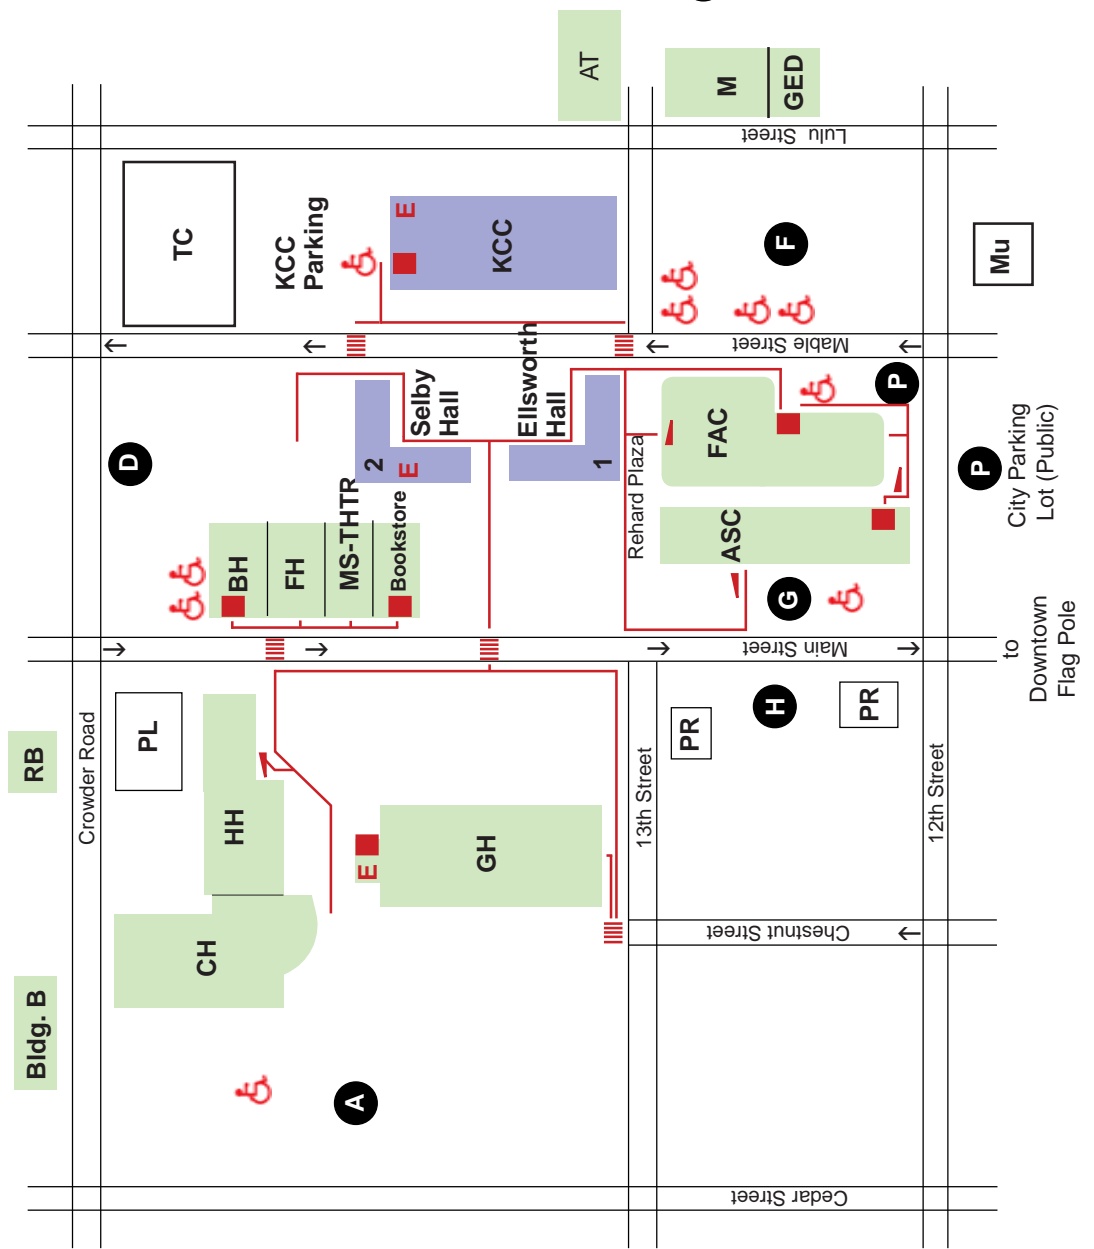 AT
M
GED
Lulu Street
TC
KCC
Parking
E
KCC
F
Mu
Mable Street
D
Selby
Hall
Ellsworth
Hall
2
E
1
FAC
P
P
City Parking
Lot (Public)
Rehard Plaza
BH
FH
MS-THTR
Bookstore
ASC
G
Main Street
to
Downtown
Flag Pole
RB
Crowder Road
PL
HH
CH
E
GH
13th Street
PR
H
PR
12th Street
Chestnut Street
Bldg. B
A
Cedar Street